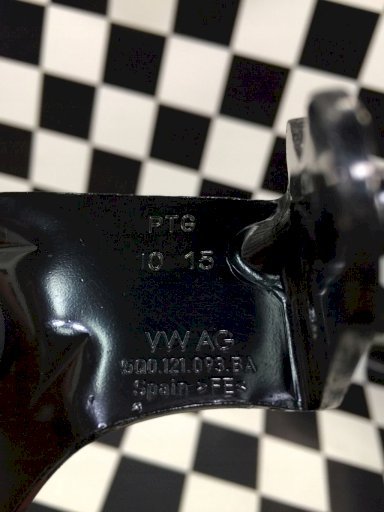 PTG
10 15
VW AG
5Q0.121.093.BA
Spain >FE<